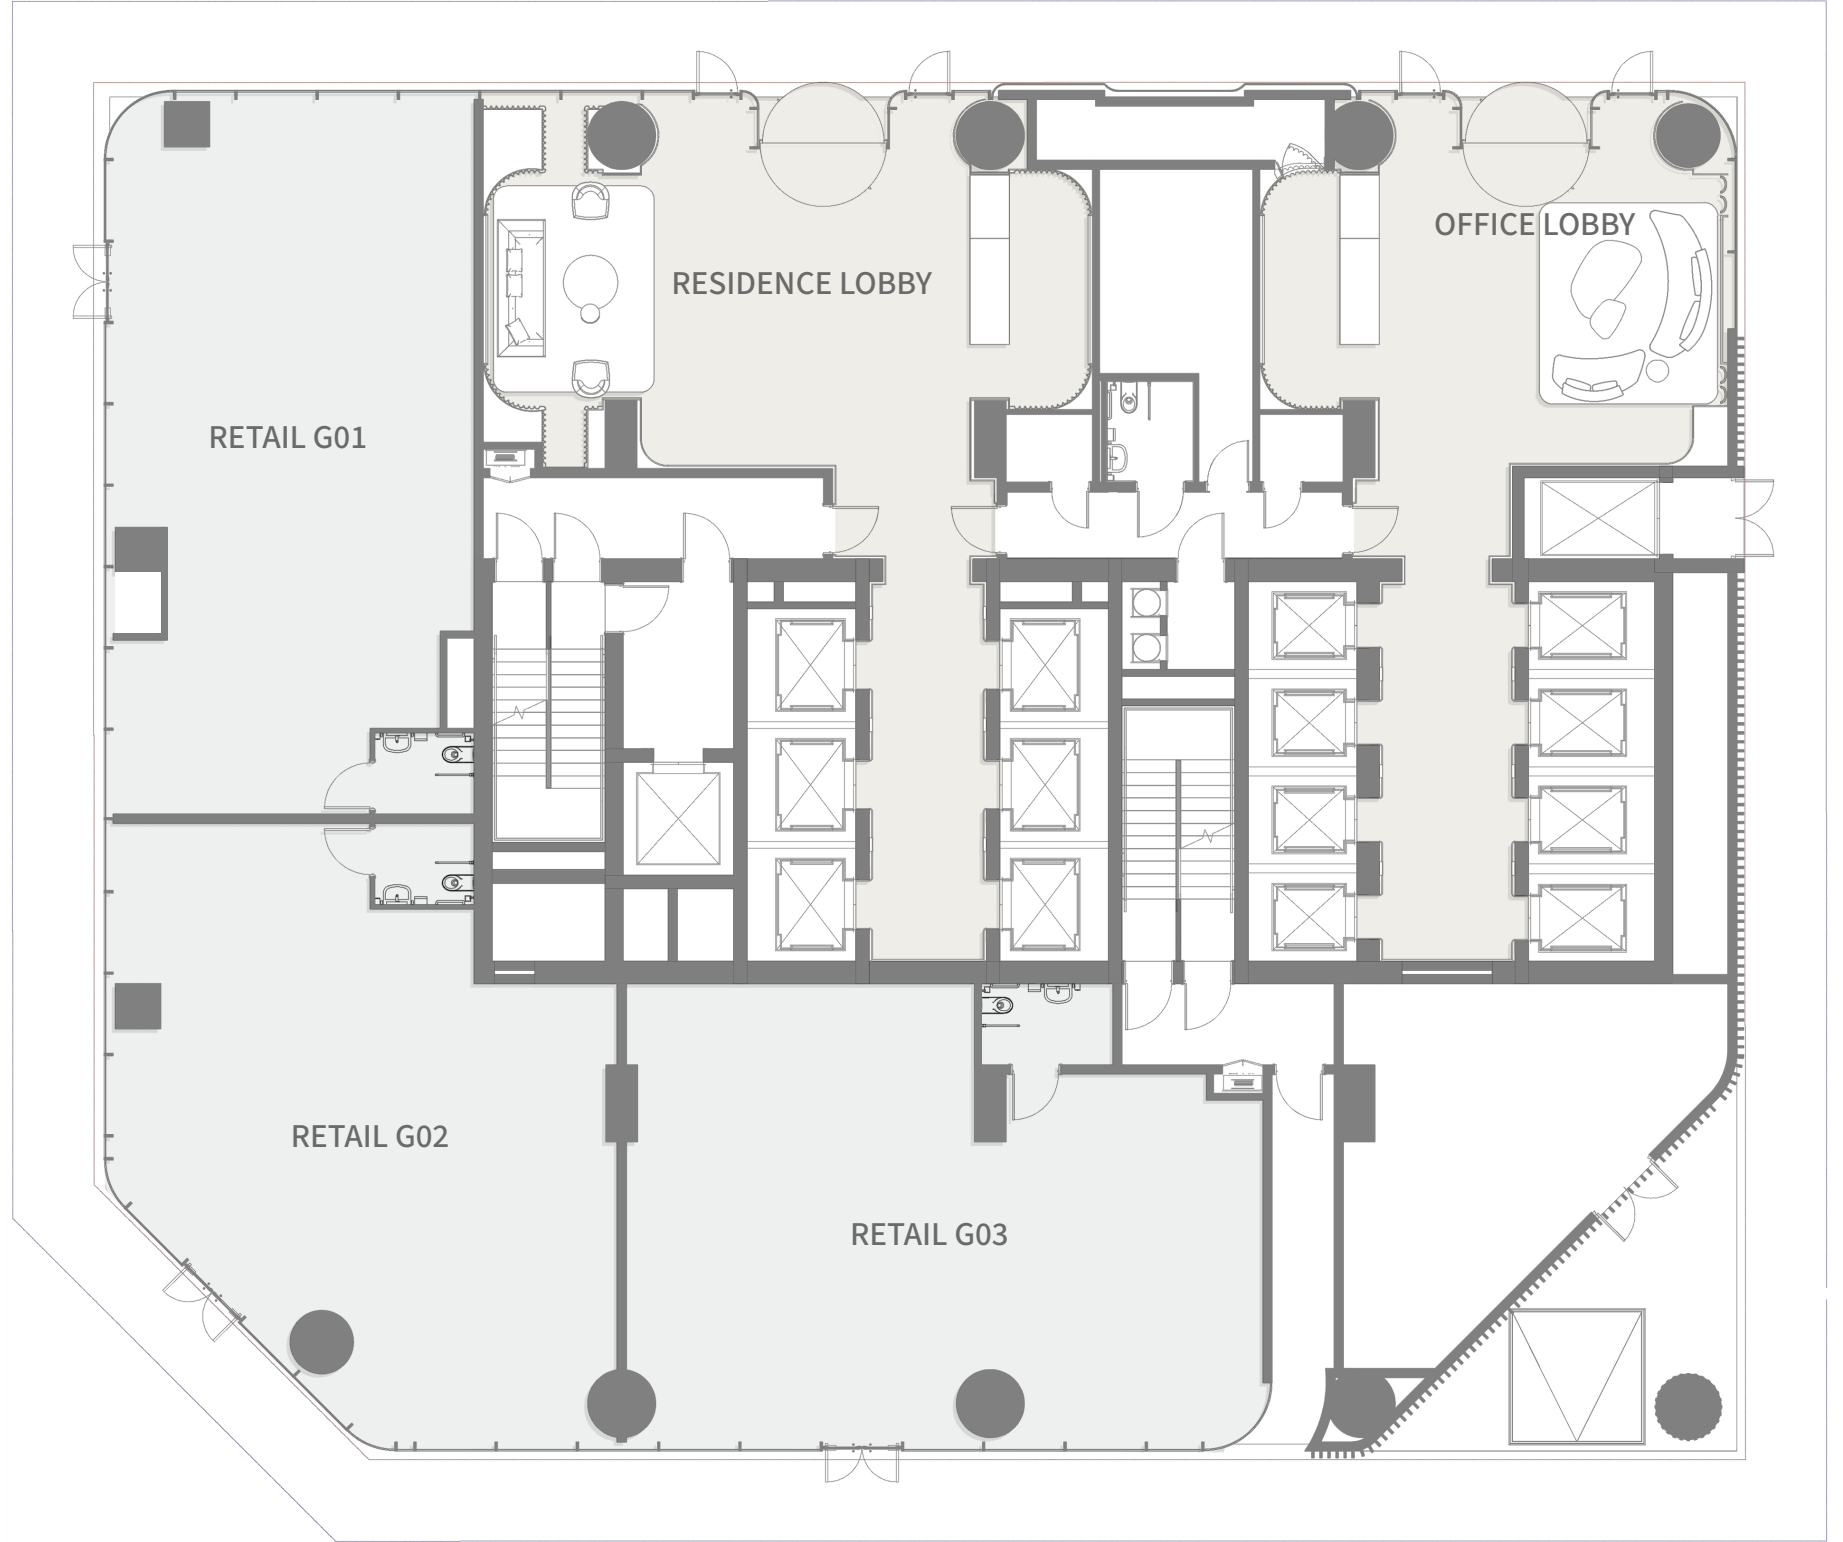 OFFICE LOBBY
RESIDENCE LOBBY
RETAIL G01
RETAIL G02
RETAIL G03